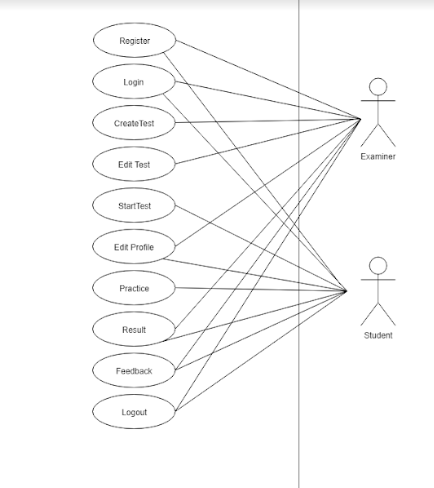 Register
Login
CreateTest
Edit Test
StartTest
Edit Profile
Practice
Result
Feedback
Logout
Examiner
Student